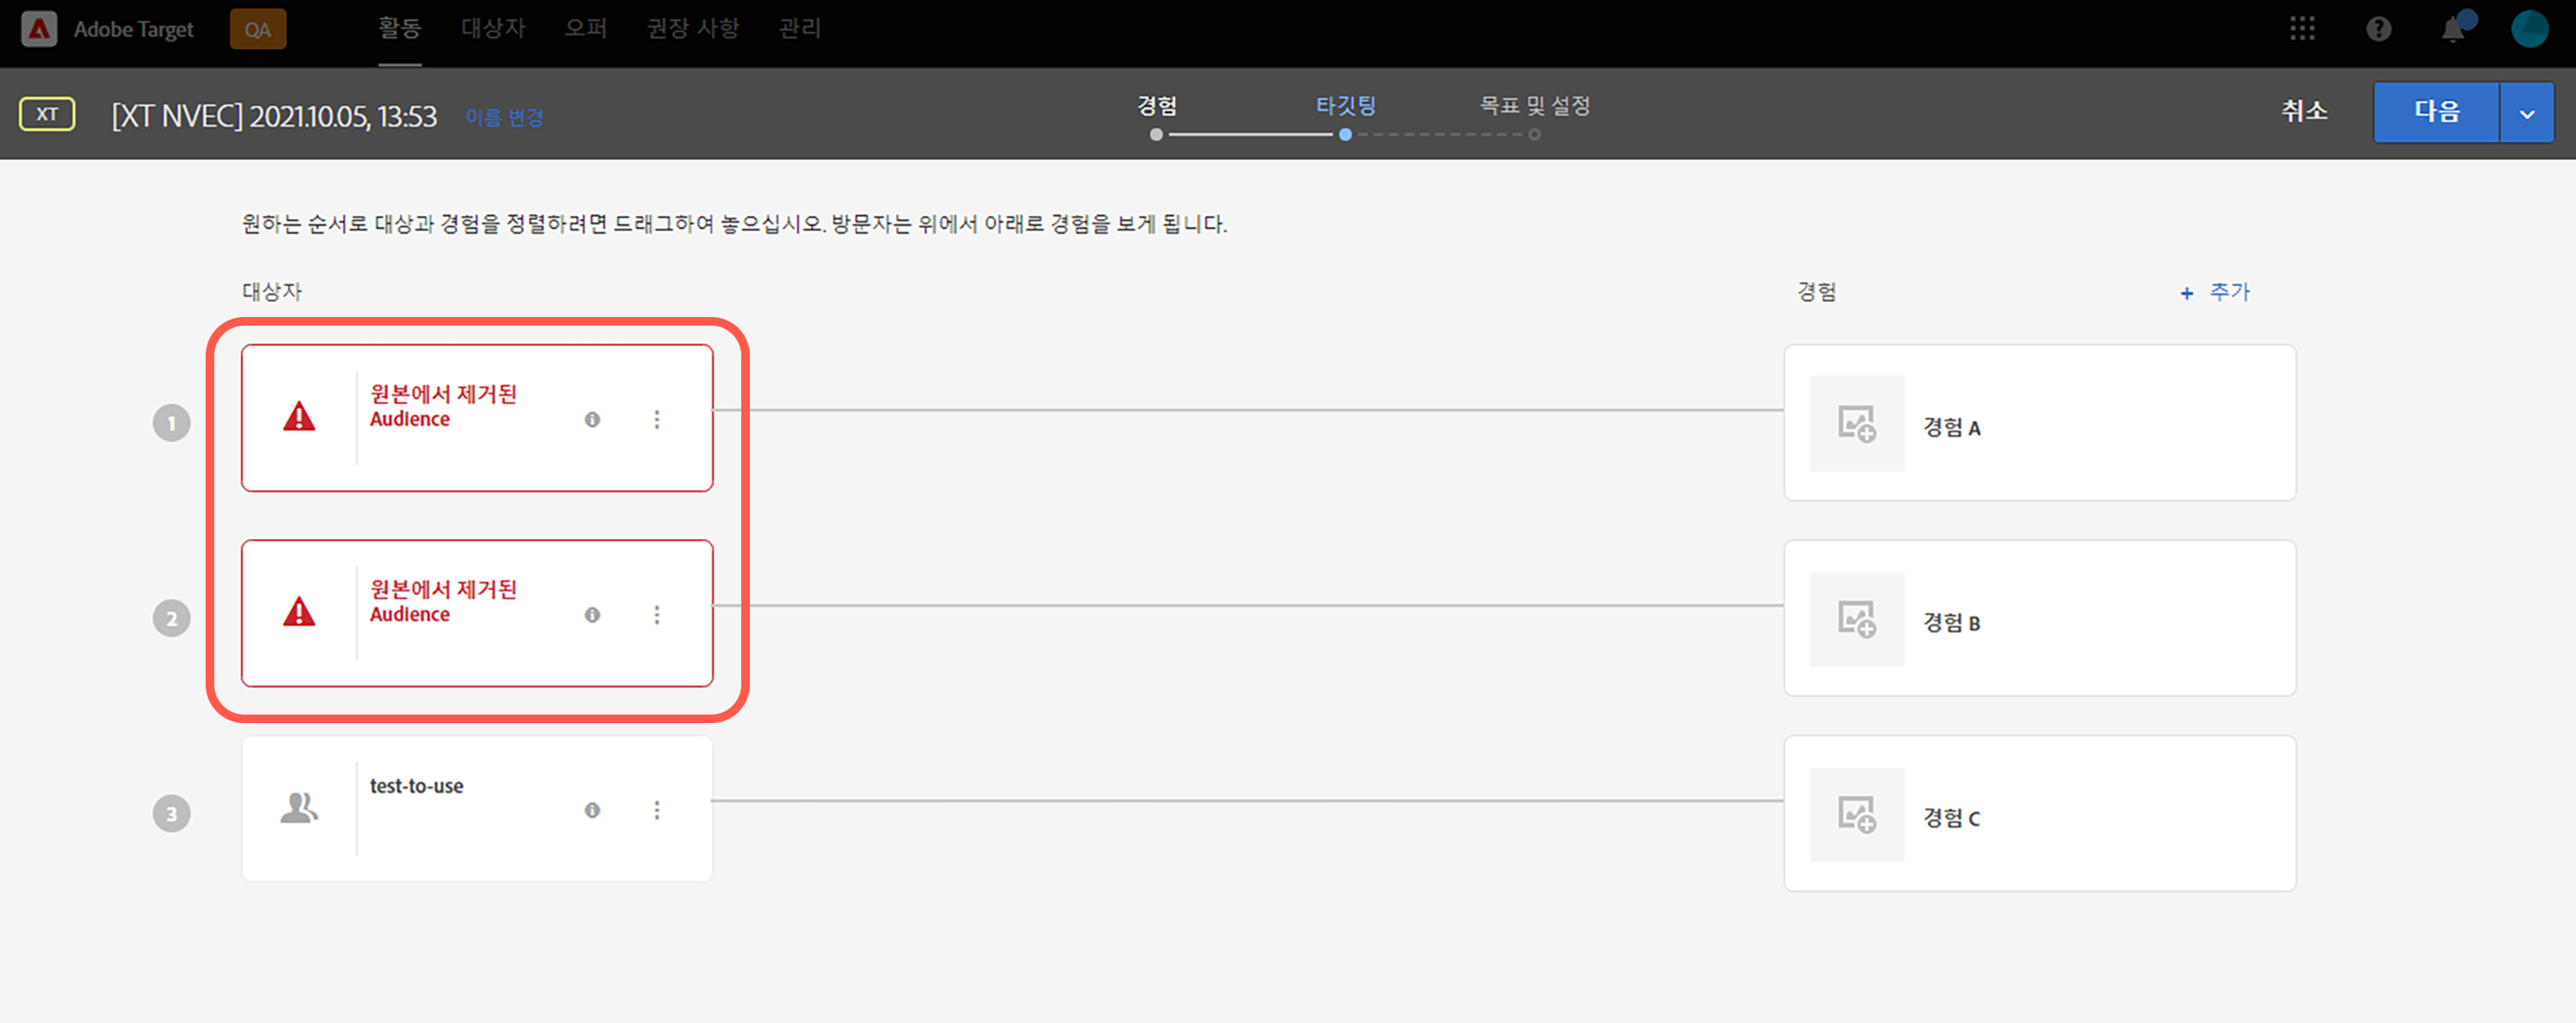 Adobe Target
QA
활동
대상자
오퍼
권장 사항
관리
XT
[XT NVEC] 2021.10.05, 13:53
이름 변경
경험
타깃팅
목표 및 설정
취소
다음
원하는 순서로 대상과 경험을 정렬하려면 드래그하여 놓으십시오. 방문자는 위에서 아래로 경험을 보게 됩니다.
대상자
경험
+ 추가
1
원본에서 제거된
Audience
경험 A
2
원본에서 제거된
Audience
경험 B
3
test-to-use
경험 C